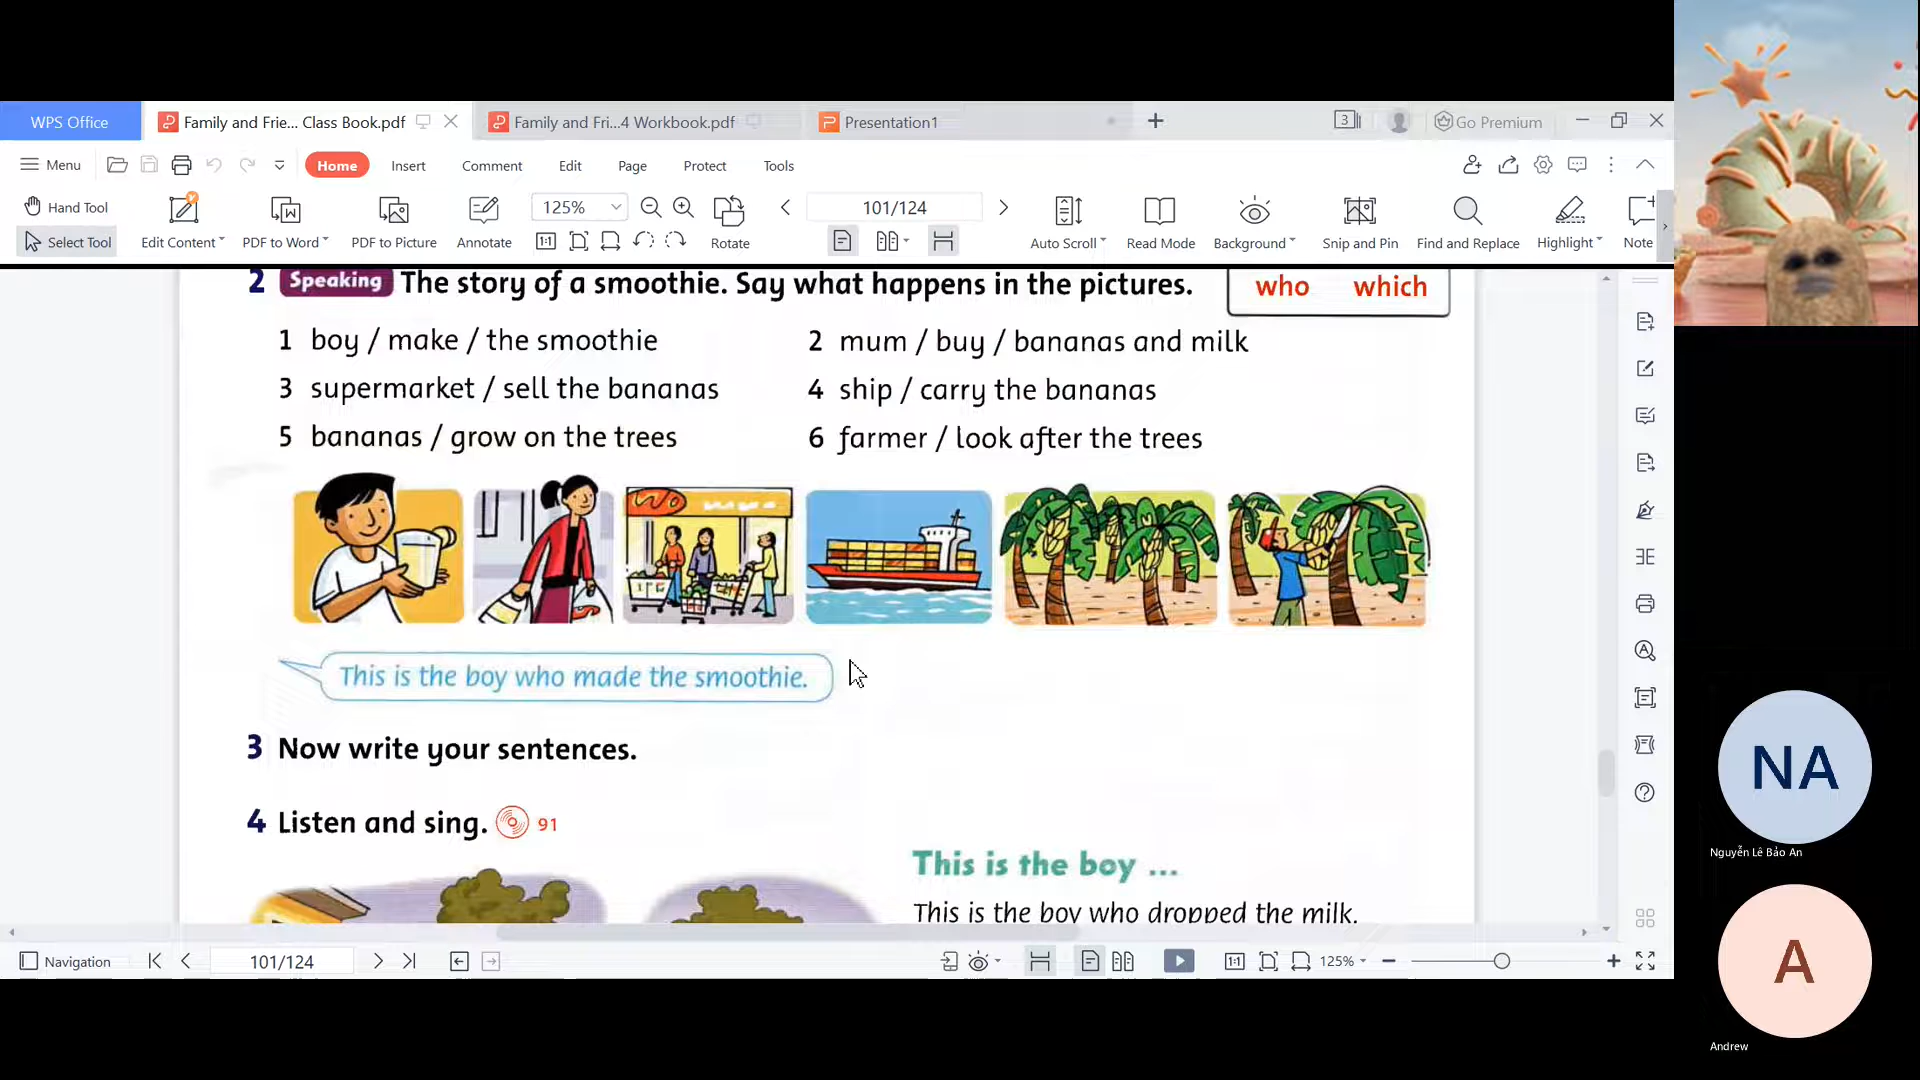 WPS Office
Family and Frie... Class Book.pdf
Family and Fri...4 Workbook.pdf
Presentation1
3
Go Premium
Menu
Home
Insert
Comment
Edit
Page
Protect
Tools
Hand Tool
Select Tool
Edit Content
PDF to Word
PDF to Picture
Annotate
125%
1:1
Rotate
101/124
Auto Scroll
Read Mode
Background
Snip and Pin
Find and Replace
Highlight
Note
2 Speaking The story of a smoothie. Say what happens in the pictures.
who which
1 boy / make / the smoothie
2 mum / buy / bananas and milk
3 supermarket / sell the bananas
4 ship / carry the bananas
5 bananas / grow on the trees
6 farmer / look after the trees
This is the boy who made the smoothie.
3 Now write your sentences.
4 Listen and sing. 91
This is the boy ...
This is the boy who dropped the milk.
Navigation
101/124
1:1
125%
NA
Nguyễn Lê Bảo An
A
Andrew